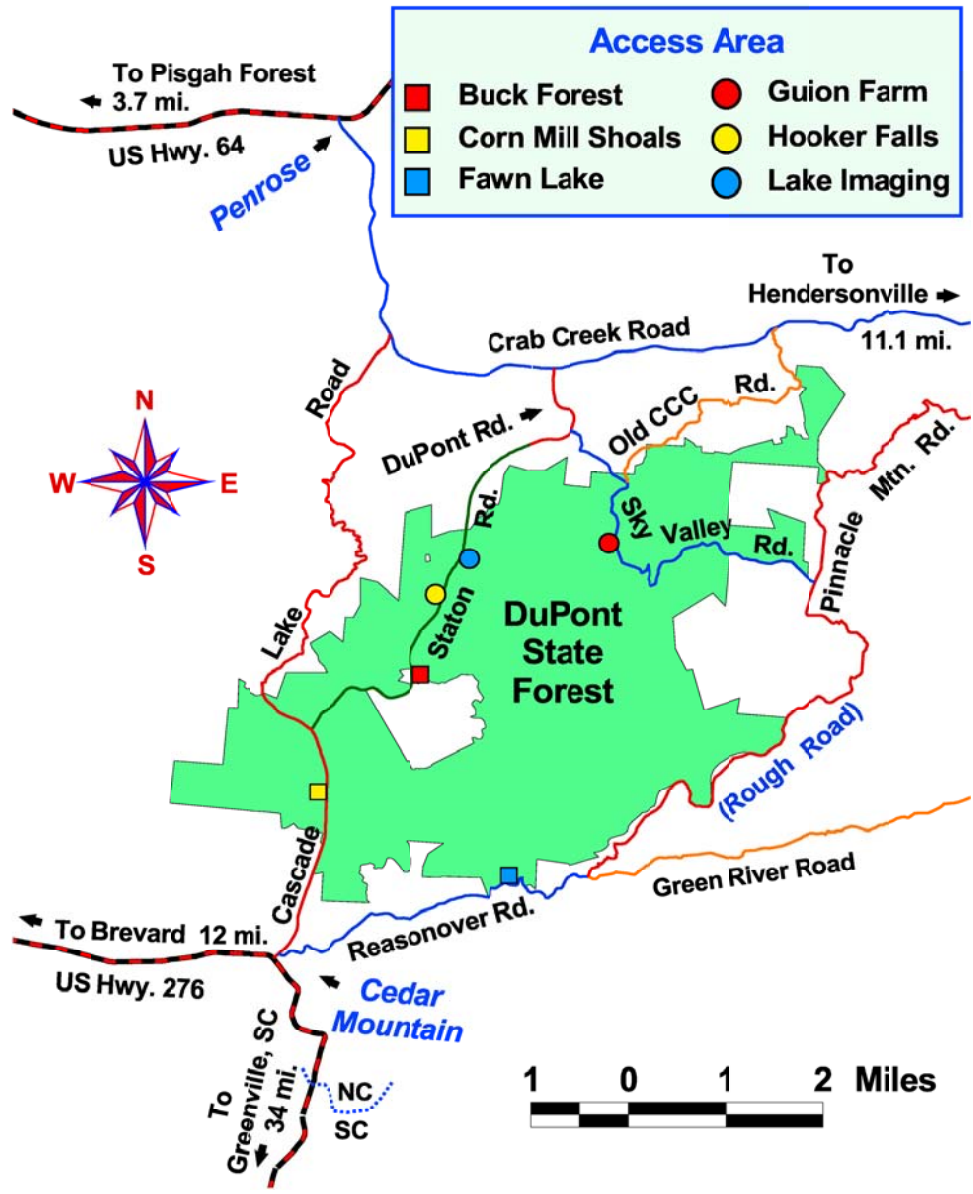 Access Area
Buck Forest
Guion Farm
Corn Mill Shoals
Hooker Falls
Fawn Lake
Lake Imaging
To Pisgah Forest
3.7 mi.
US Hwy. 64
Penrose
To
Hendersonville
11.1 mi.
Crab Creek Road
Road
DuPont Rd.
Old CCC
Rd.
N
W
E
S
Mtn. Rd.
Rd.
Sky
Valley
Rd.
Pinnacle
Staton
Lake
DuPont
State
Forest
(Rough Road)
Cascade
Green River Road
Reasonover Rd.
To Brevard 12 mi.
US Hwy. 276
Cedar
Mountain
To
Greenville, SC
34 mi.
NC
SC
1 0 1 2 Miles